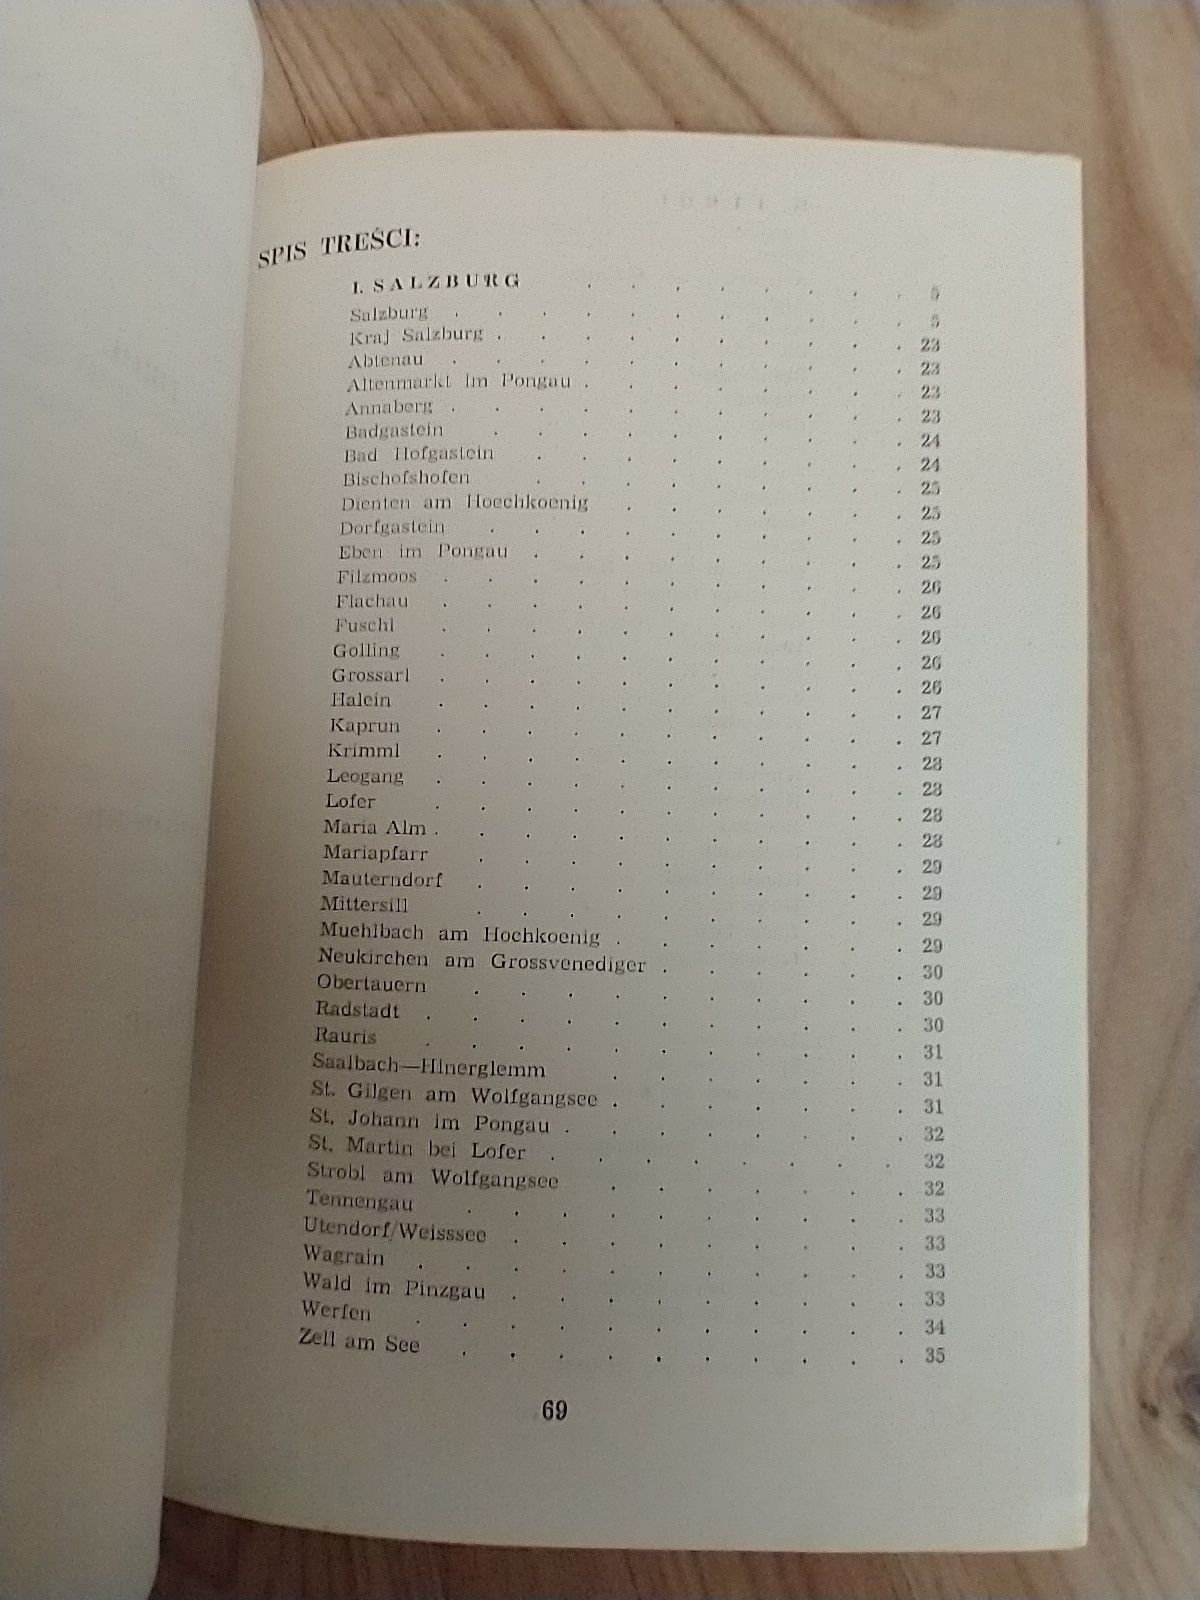 SPIS TREŚCI:
I. SALZBURG . . . . . . . . 5
Salzburg . . . . . . . . . . . 5
Kraj Salzburg . . . . . . . . . . 23
Abtenau . . . . . . . . . . . 23
Altenmarkt im Pongau . . . . . . . . 23
Annaberg . . . . . . . . . . . 23
Badgastein . . . . . . . . . . 24
Bad Hofgastein . . . . . . . . . 24
Bischofshofen . . . . . . . . . 25
Dienten am Hoechkoenig . . . . . . . 25
Dorfgastein . . . . . . . . . . 25
Eben im Pongau . . . . . . . . . 25
Filzmoos . . . . . . . . . . . 26
Flachau . . . . . . . . . . . 26
Fuschl . . . . . . . . . . . 26
Golling . . . . . . . . . . . 26
Grossarl . . . . . . . . . . . 26
Halein . . . . . . . . . . . 27
Kaprun . . . . . . . . . . . 27
Krimml . . . . . . . . . . . 28
Leogang . . . . . . . . . . . 28
Lofer . . . . . . . . . . . 28
Maria Alm . . . . . . . . . . . 28
Mariapfarr . . . . . . . . . . 29
Mauterndorf . . . . . . . . . . 29
Mittersill . . . . . . . . . . 29
Muehlbach am Hochkoenig . . . . . . . 29
Neukirchen am Grossvenediger . . . . . . 30
Obertauern . . . . . . . . . . 30
Radstadt . . . . . . . . . . . 30
Rauris . . . . . . . . . . . 31
Saalbach—Hinerglemm . . . . . . . 31
St. Gilgen am Wolfgangsee . . . . . . . 31
St. Johann im Pongau . . . . . . . . 32
St. Martin bei Lofer . . . . . . . . 32
Strobl am Wolfgangsee . . . . . . . 32
Tennengau . . . . . . . . . . 33
Utendorf/Weisssee . . . . . . . . . 33
Wagrain . . . . . . . . . . . 33
Wald im Pinzgau . . . . . . . . . 33
Werfen . . . . . . . . . . . 34
Zell am See . . . . . . . . . . 35
69